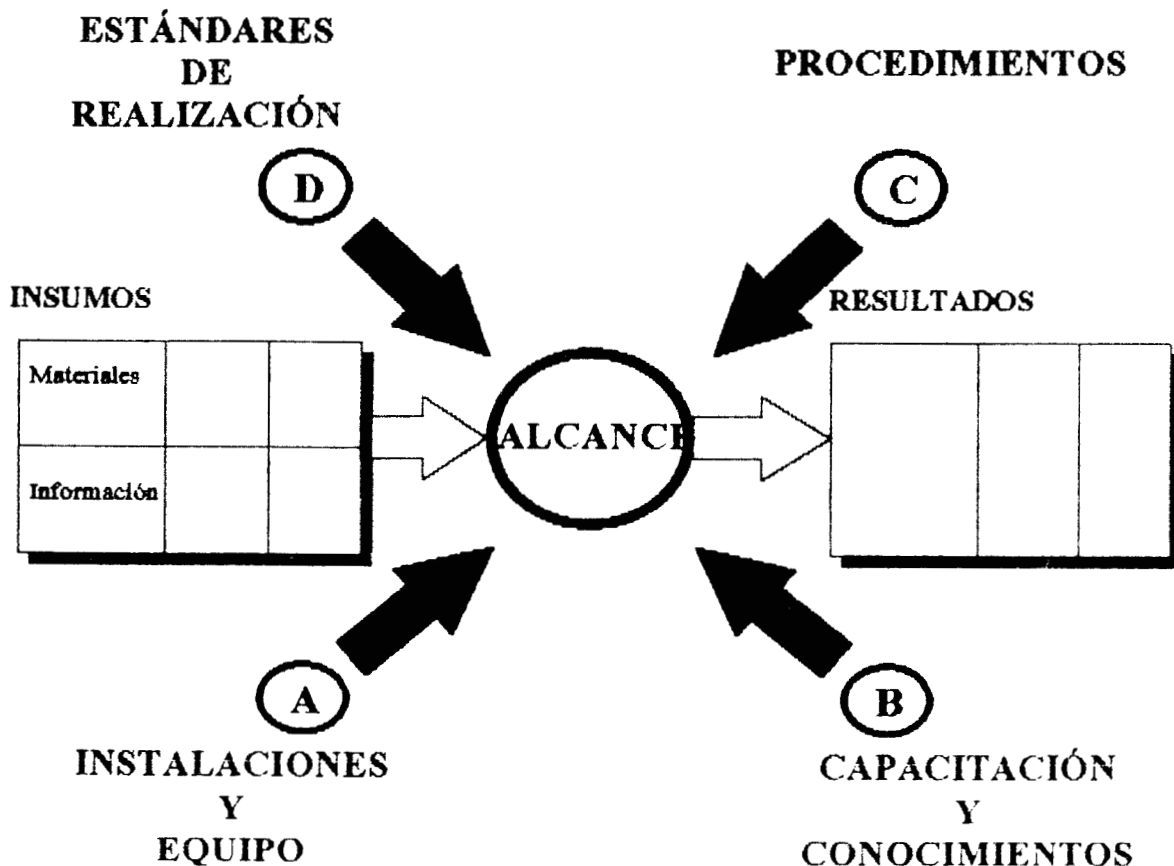 ESTÁNDARES
DE
REALIZACIÓN
D
PROCEDIMIENTOS
C
INSUMOS
Materiales
Información
ALCANCE
RESULTADOS
A
INSTALACIONES
Y
EQUIPO
B
CAPACITACIÓN
Y
CONOCIMIENTOS